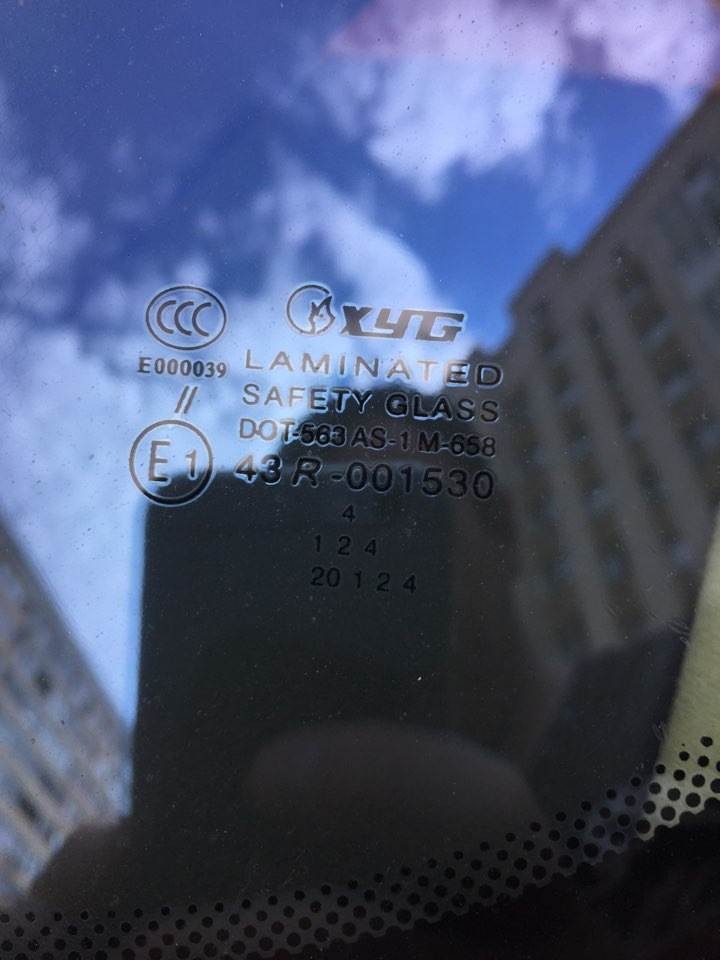 CCC XYG
E000039 LAMINATED
// SAFETY GLASS
DOT-563 AS-1 M-658
E1 43R-001530
4
1 2 4
20 1 2 4